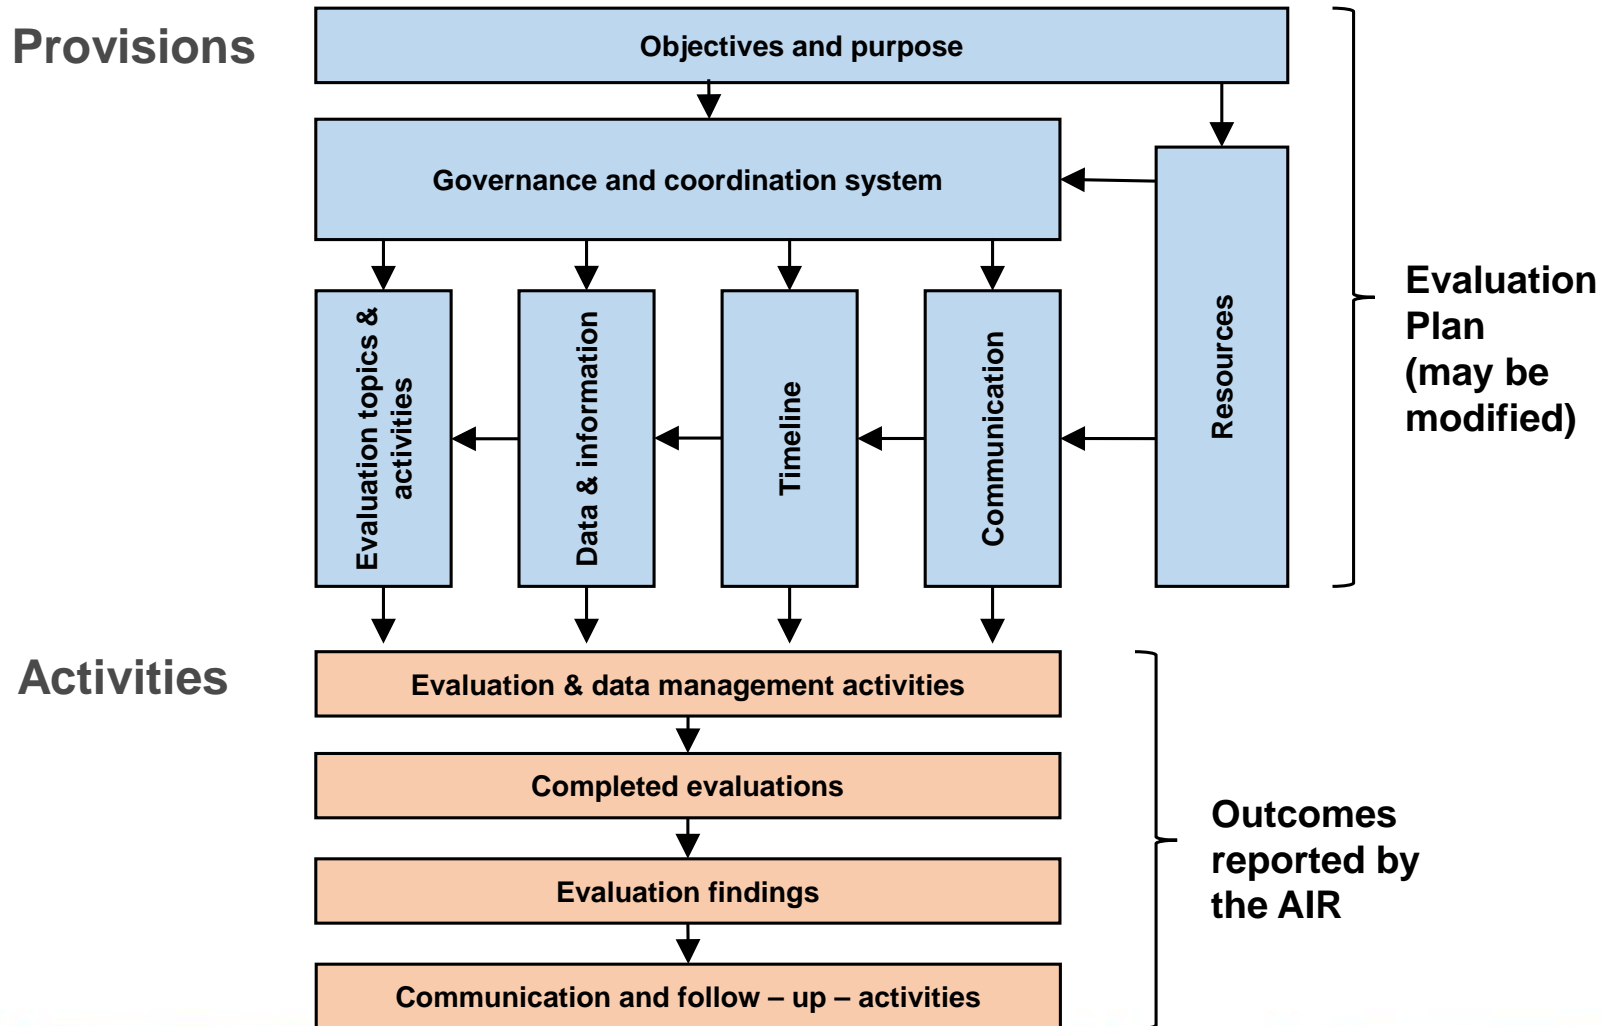 Provisions
Objectives and purpose
Governance and coordination system
Evaluation topics &
activities
Data & information
Timeline
Communication
Resources
Evaluation
Plan
(may be
modified)
Activities
Evaluation & data management activities
Completed evaluations
Evaluation findings
Communication and follow – up – activities
Outcomes
reported by
the AIR